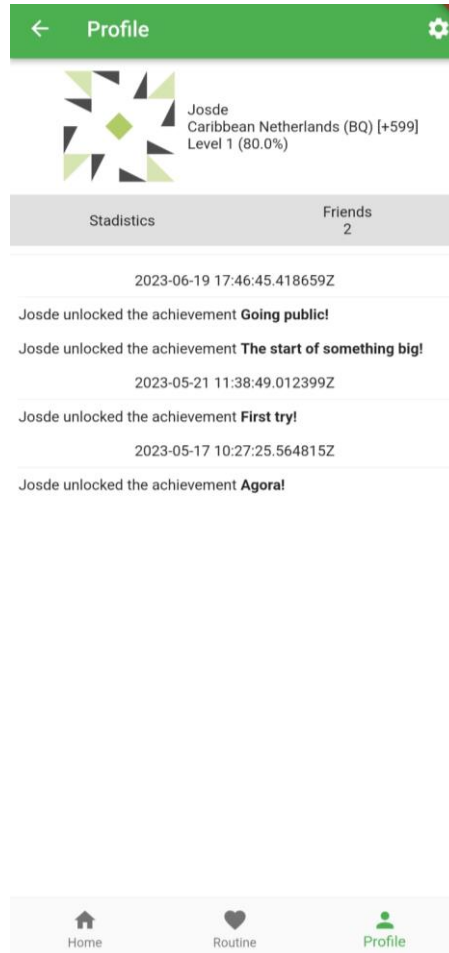 Profile
Josde
Caribbean Netherlands (BQ) [+599]
Level 1 (80.0%)
Stadistics
Friends
2
2023-06-19 17:46:45.418659Z
Josde unlocked the achievement Going public!
Josde unlocked the achievement The start of something big!
2023-05-21 11:38:49.012399Z
Josde unlocked the achievement First try!
2023-05-17 10:27:25.564815Z
Josde unlocked the achievement Agora!
Home
Routine
Profile